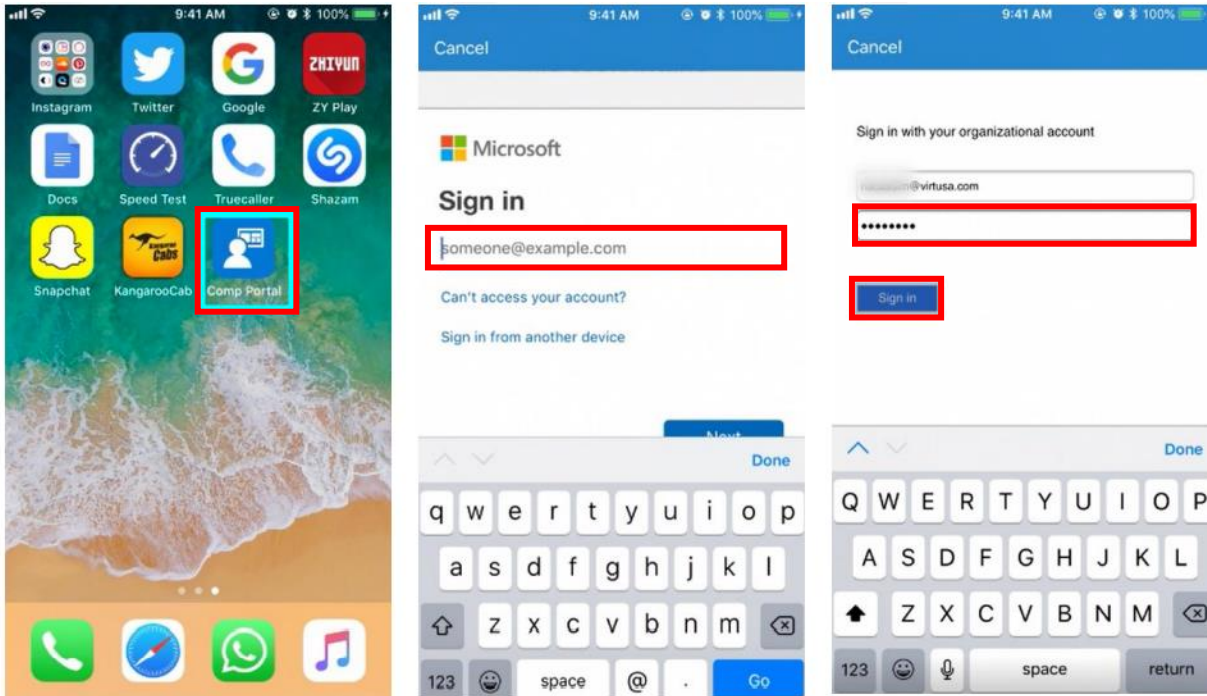 9:41 AM
100%
ZHIYUN
Instagram
Twitter
Google
ZY Play
Docs
Speed Test
Truecaller
Shazam
Kangaroo
Cabs
Snapchat
KangarooCab
Comp Portal
9:41 AM
100%
Cancel
Microsoft
Sign in
someone@example.com
Can't access your account?
Sign in from another device
Next
Done
q w e r t y u i o p
a s d f g h j k l
z x c v b n m
123 space @ . Go
9:41 AM
100%
Cancel
Sign in with your organizational account
@virtusa.com
Sign in
Done
Q W E R T Y U I O P
A S D F G H J K L
Z X C V B N M
123 space return